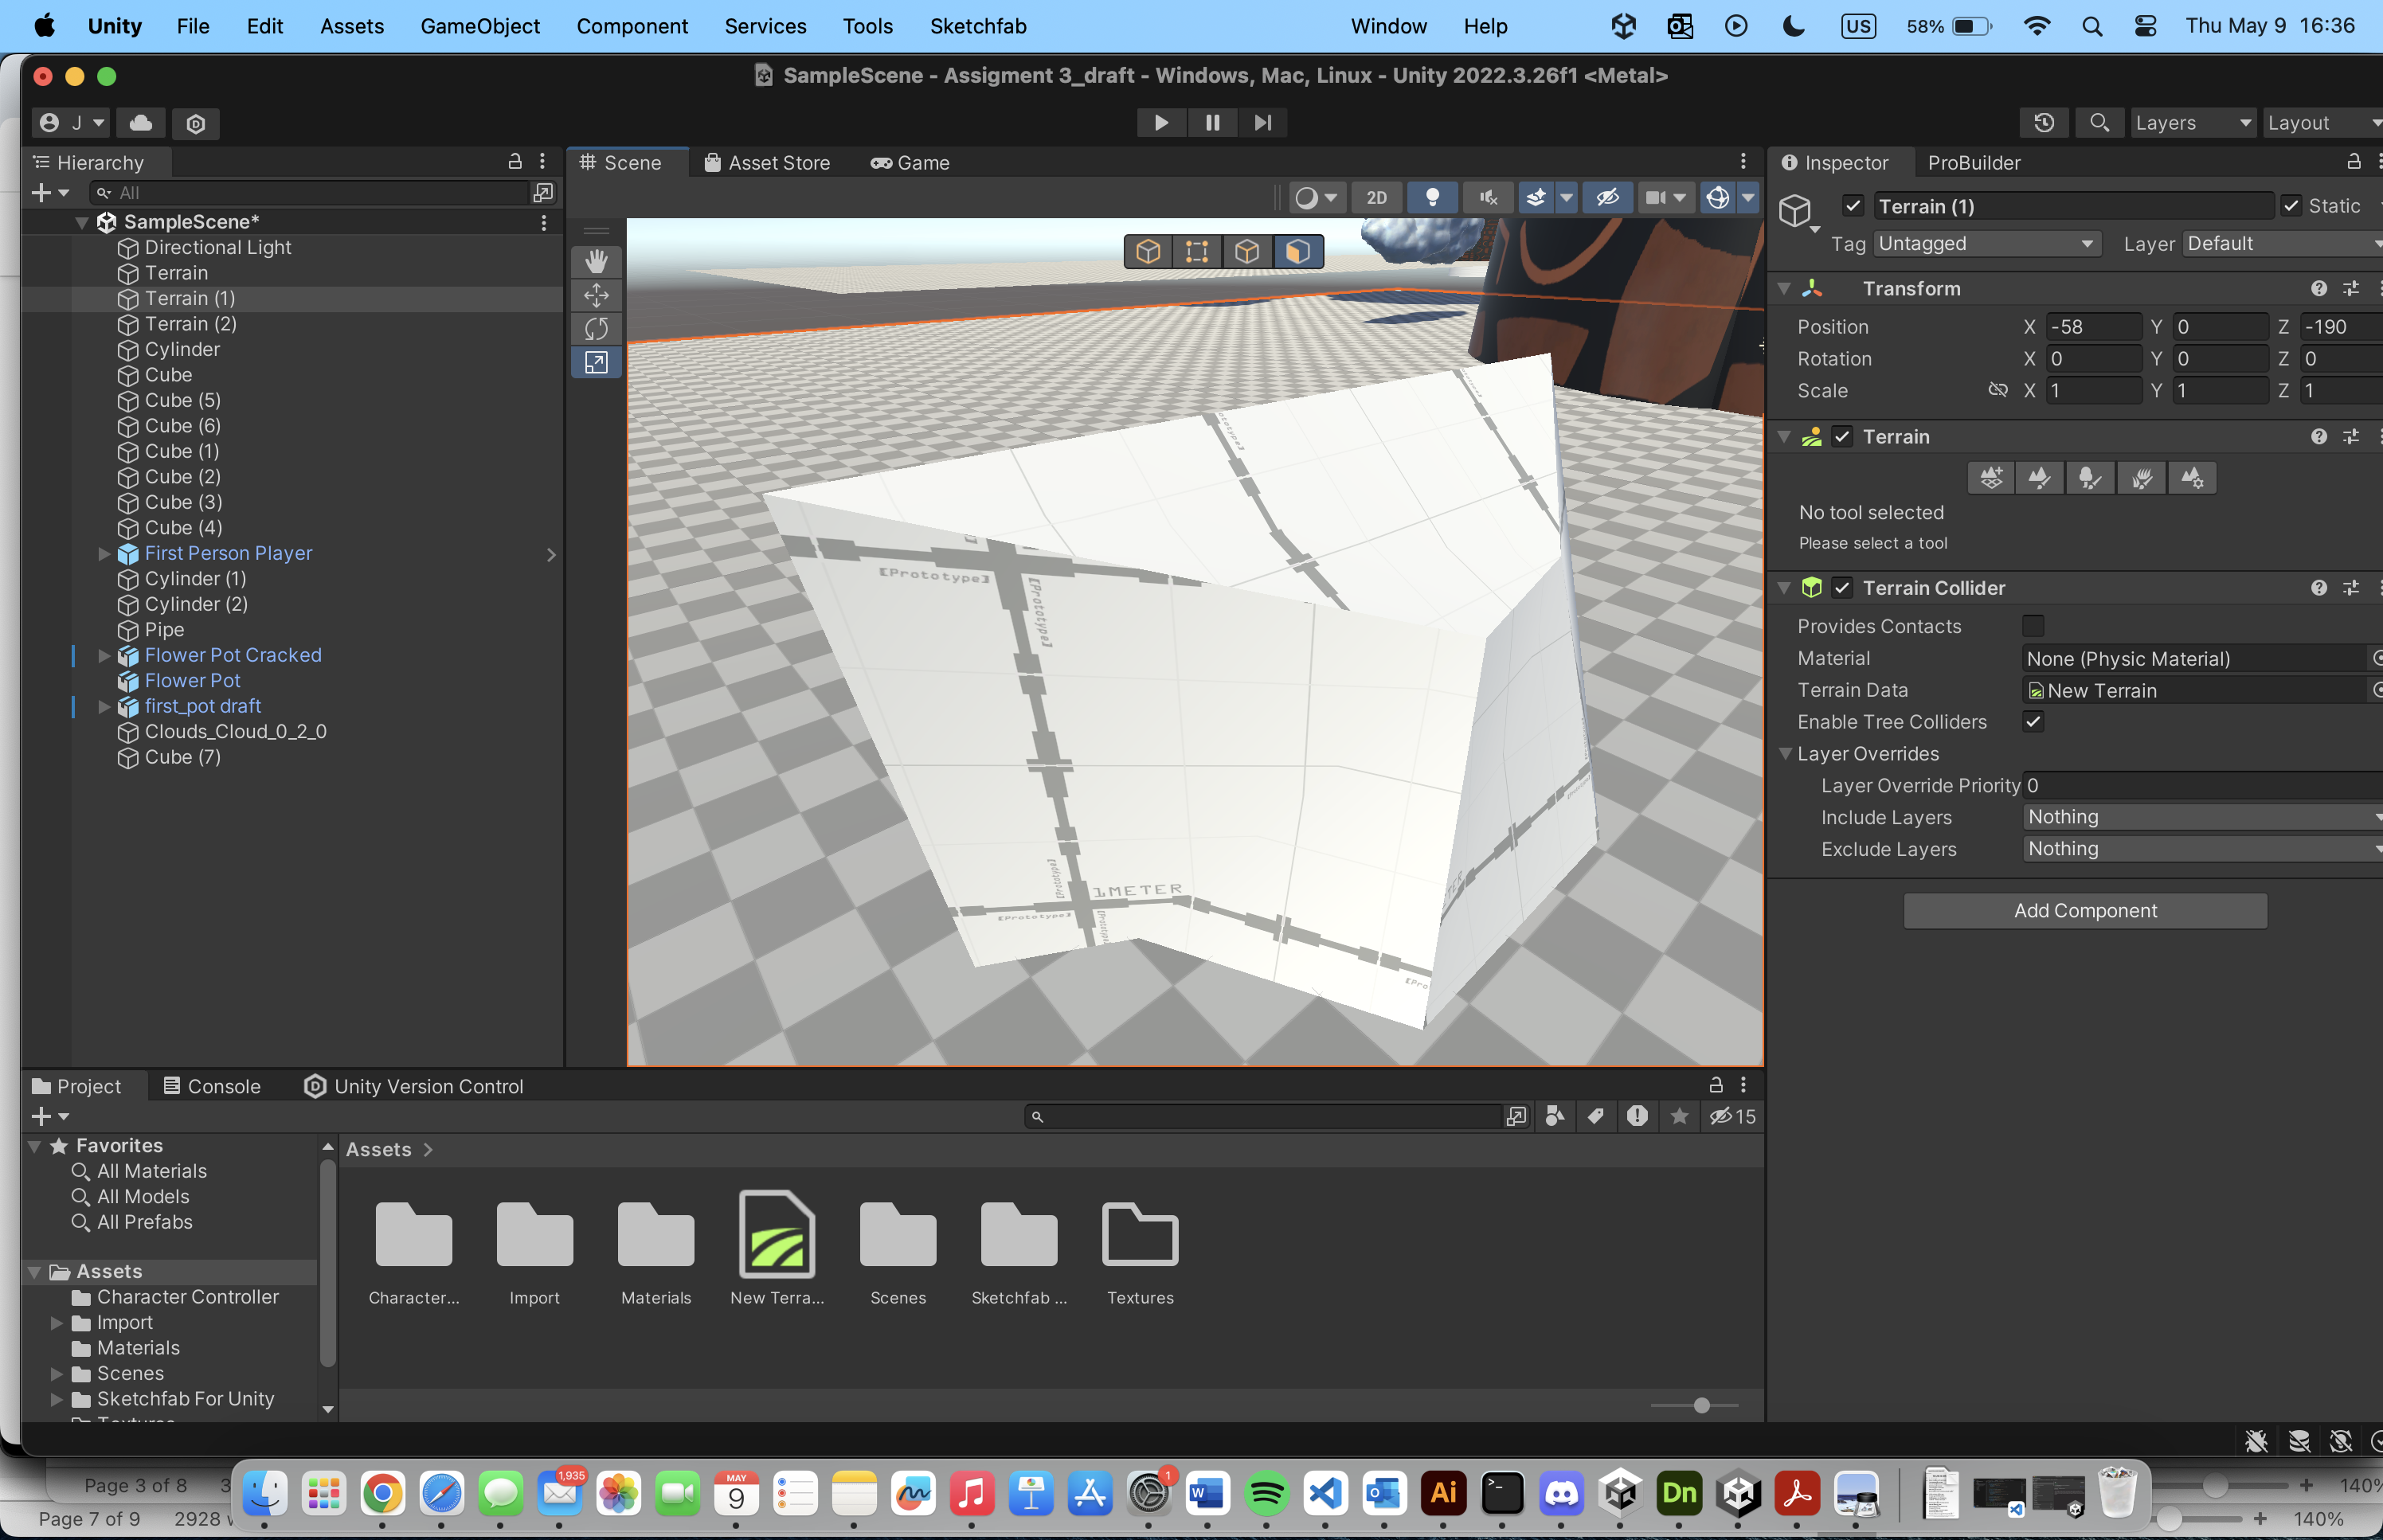 Unity File Edit Assets GameObject Component Services Tools Sketchfab Window Help US 58% Thu May 9 16:36
SampleScene - Assigment 3_draft - Windows, Mac, Linux - Unity 2022.3.26f1 <Metal>
J Layers Layout
Hierarchy
All
SampleScene*
Directional Light
Terrain
Terrain (1)
Terrain (2)
Cylinder
Cube
Cube (5)
Cube (6)
Cube (1)
Cube (2)
Cube (3)
Cube (4)
First Person Player
Cylinder (1)
Cylinder (2)
Pipe
Flower Pot Cracked
Flower Pot
first_pot draft
Clouds_Cloud_0_2_0
Cube (7)
Scene Asset Store Game
2D
[Prototype]
[Prototype]
1METER
[Prototype]
Inspector ProBuilder
Terrain (1) Static
Tag Untagged Layer Default
Transform
Position X -58 Y 0 Z -190
Rotation X 0 Y 0 Z 0
Scale X 1 Y 1 Z 1
Terrain
No tool selected
Please select a tool
Terrain Collider
Provides Contacts
Material None (Physic Material)
Terrain Data New Terrain
Enable Tree Colliders
Layer Overrides
Layer Override Priority 0
Include Layers Nothing
Exclude Layers Nothing
Add Component
Project Console Unity Version Control
15
Favorites
All Materials
All Models
All Prefabs
Assets
Character Controller
Import
Materials
Scenes
Sketchfab For Unity
Assets
Character... Import Materials New Terra... Scenes Sketchfab ... Textures
Page 3 of 8 140%
Page 7 of 9 2928 140%
1,935
MAY
9
1
W
Ai
Dn